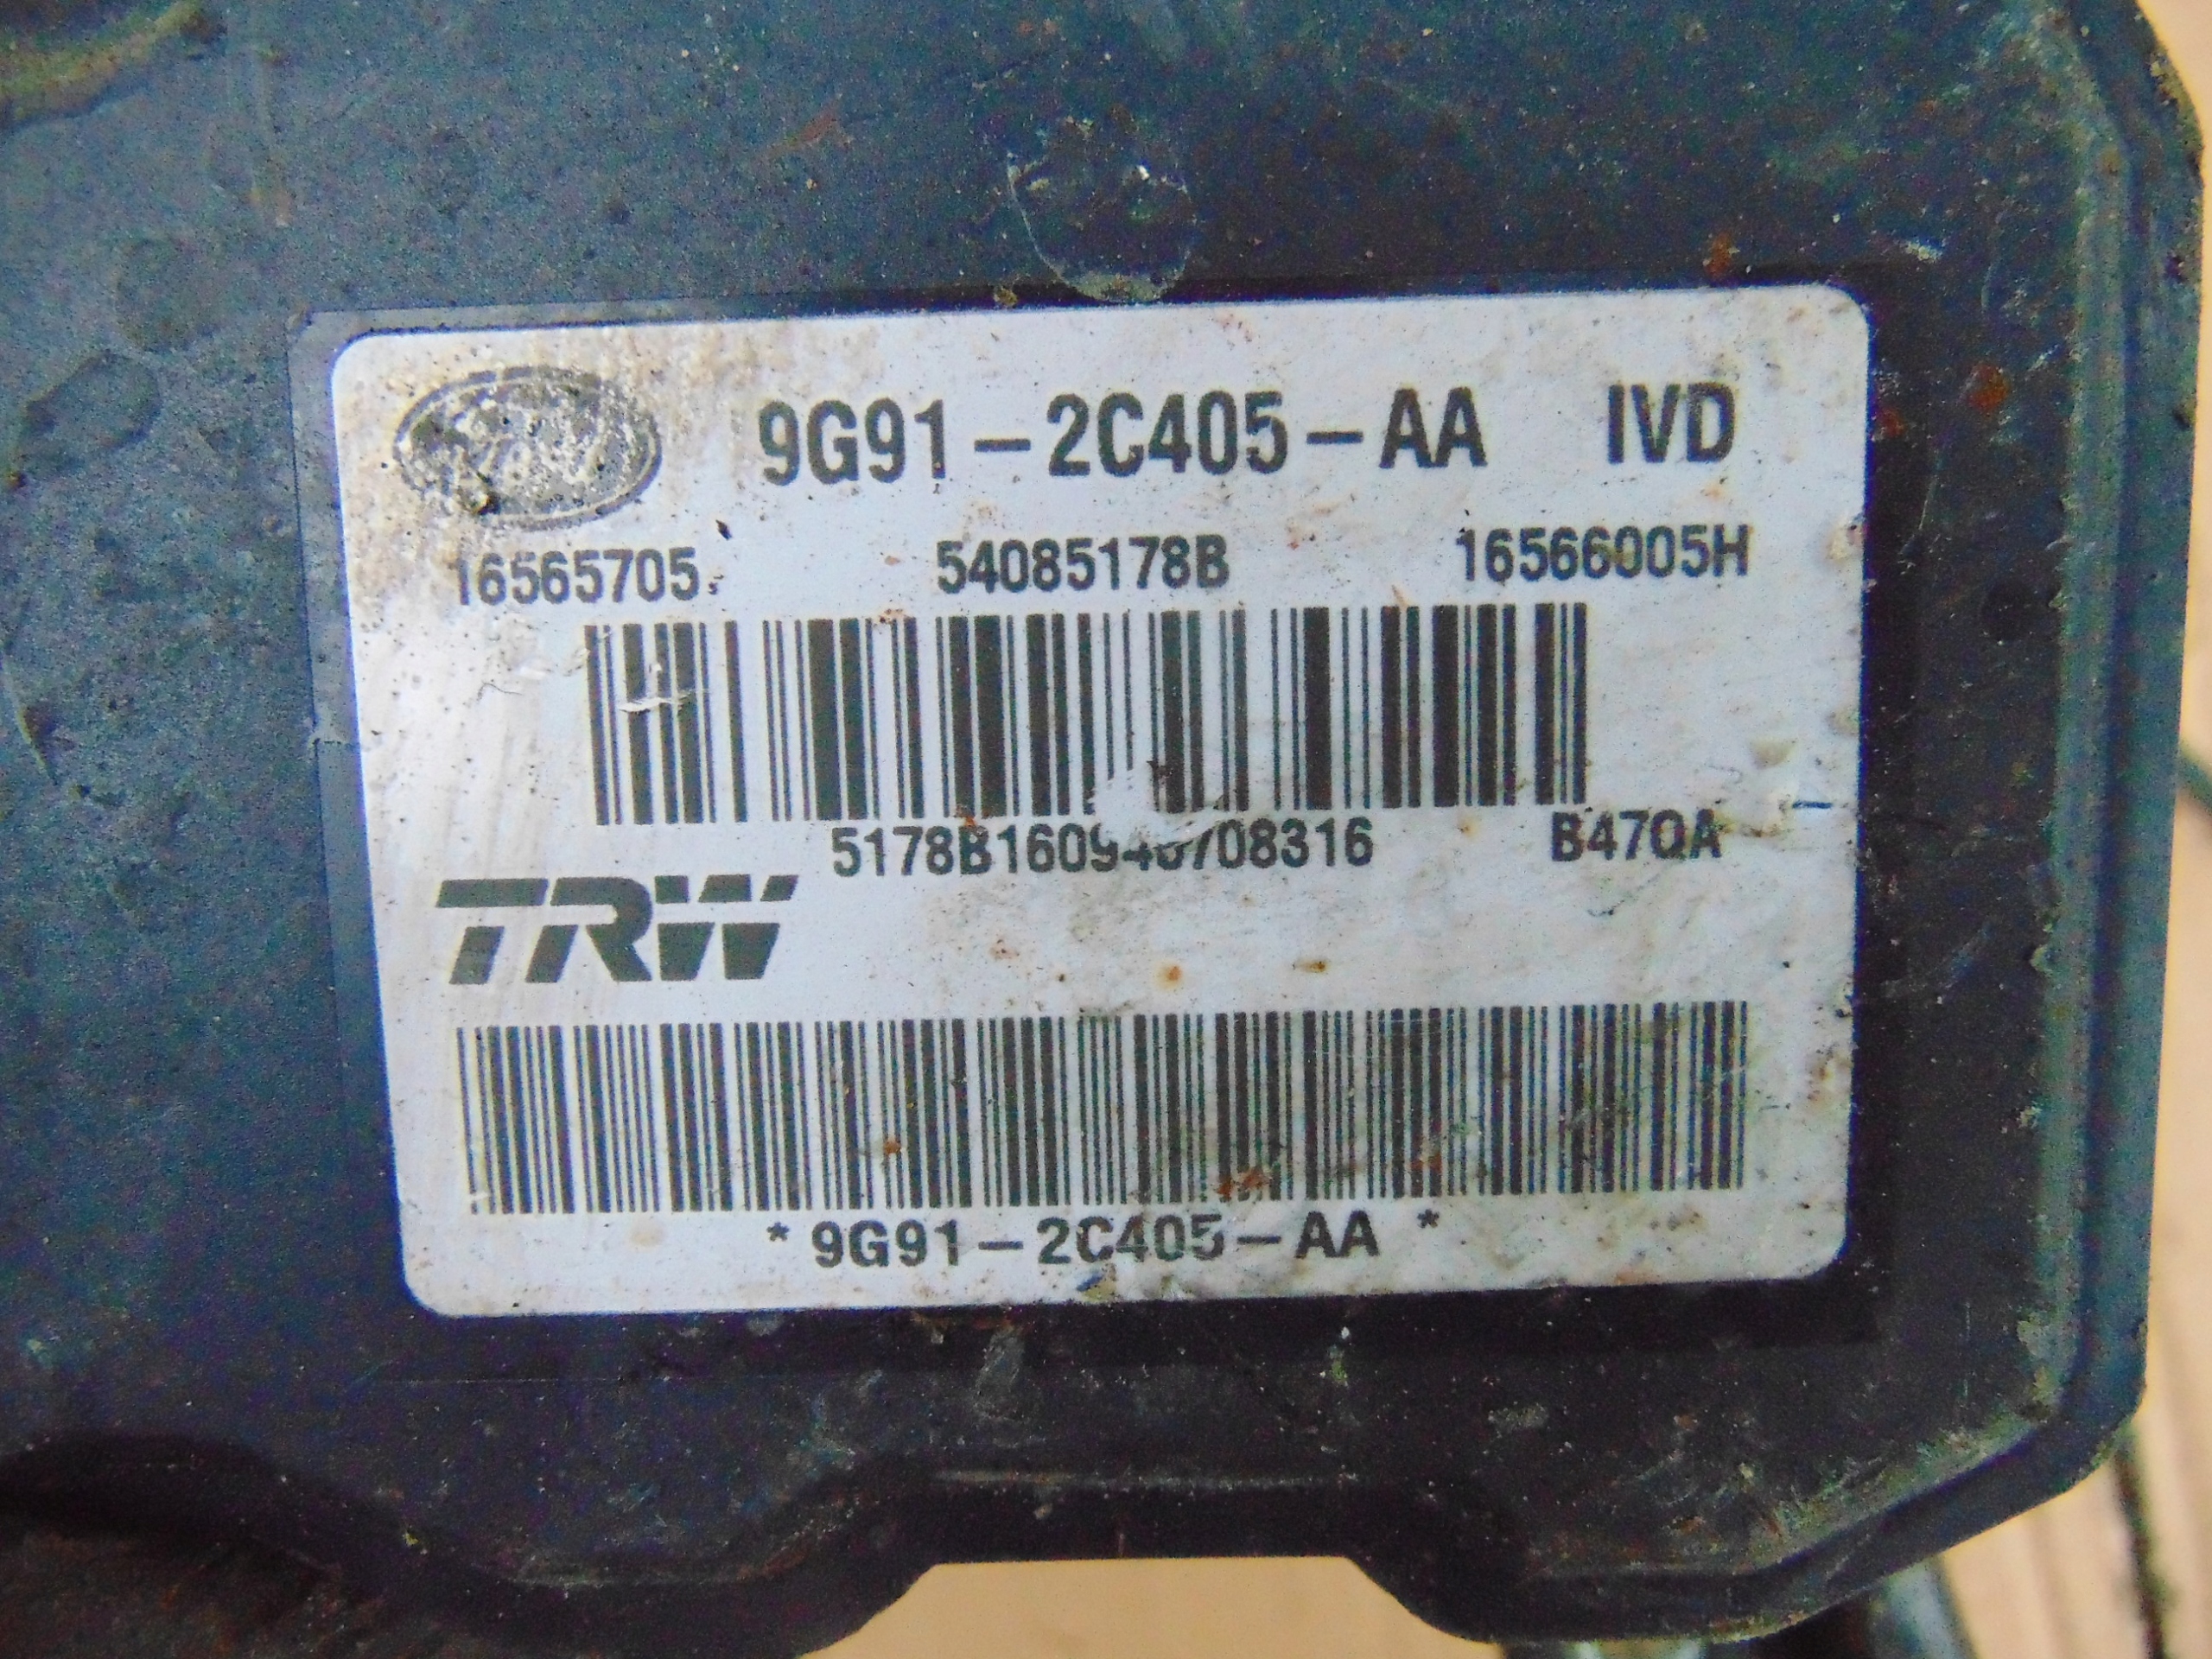 9G91-2C405-AA IVD
16565705 54085178B 16566005H
B47QA
TRW
* 9G91-2C405-AA *